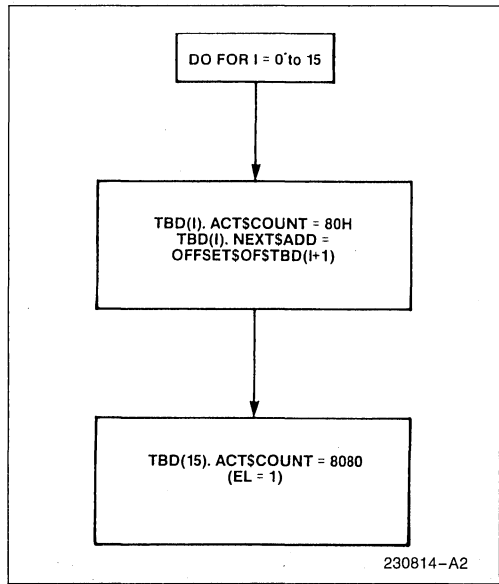 DO FOR I = 0 to 15
TBD(I). ACT$COUNT = 80H
TBD(I). NEXT$ADD =
OFFSET$OF$TBD(I+1)
TBD(15). ACT$COUNT = 8080
(EL = 1)
230814–A2